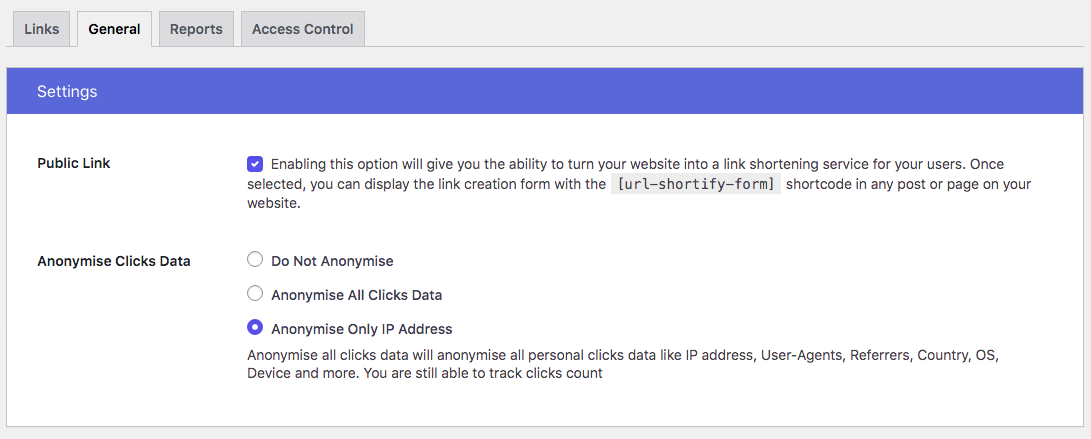 Links General Reports Access Control
Settings
Public Link
Enabling this option will give you the ability to turn your website into a link shortening service for your users. Once
selected, you can display the link creation form with the [url-shortify-form] shortcode in any post or page on your
website.
Anonymise Clicks Data
Do Not Anonymise
Anonymise All Clicks Data
Anonymise Only IP Address
Anonymise all clicks data will anonymise all personal clicks data like IP address, User-Agents, Referrers, Country, OS,
Device and more. You are still able to track clicks count